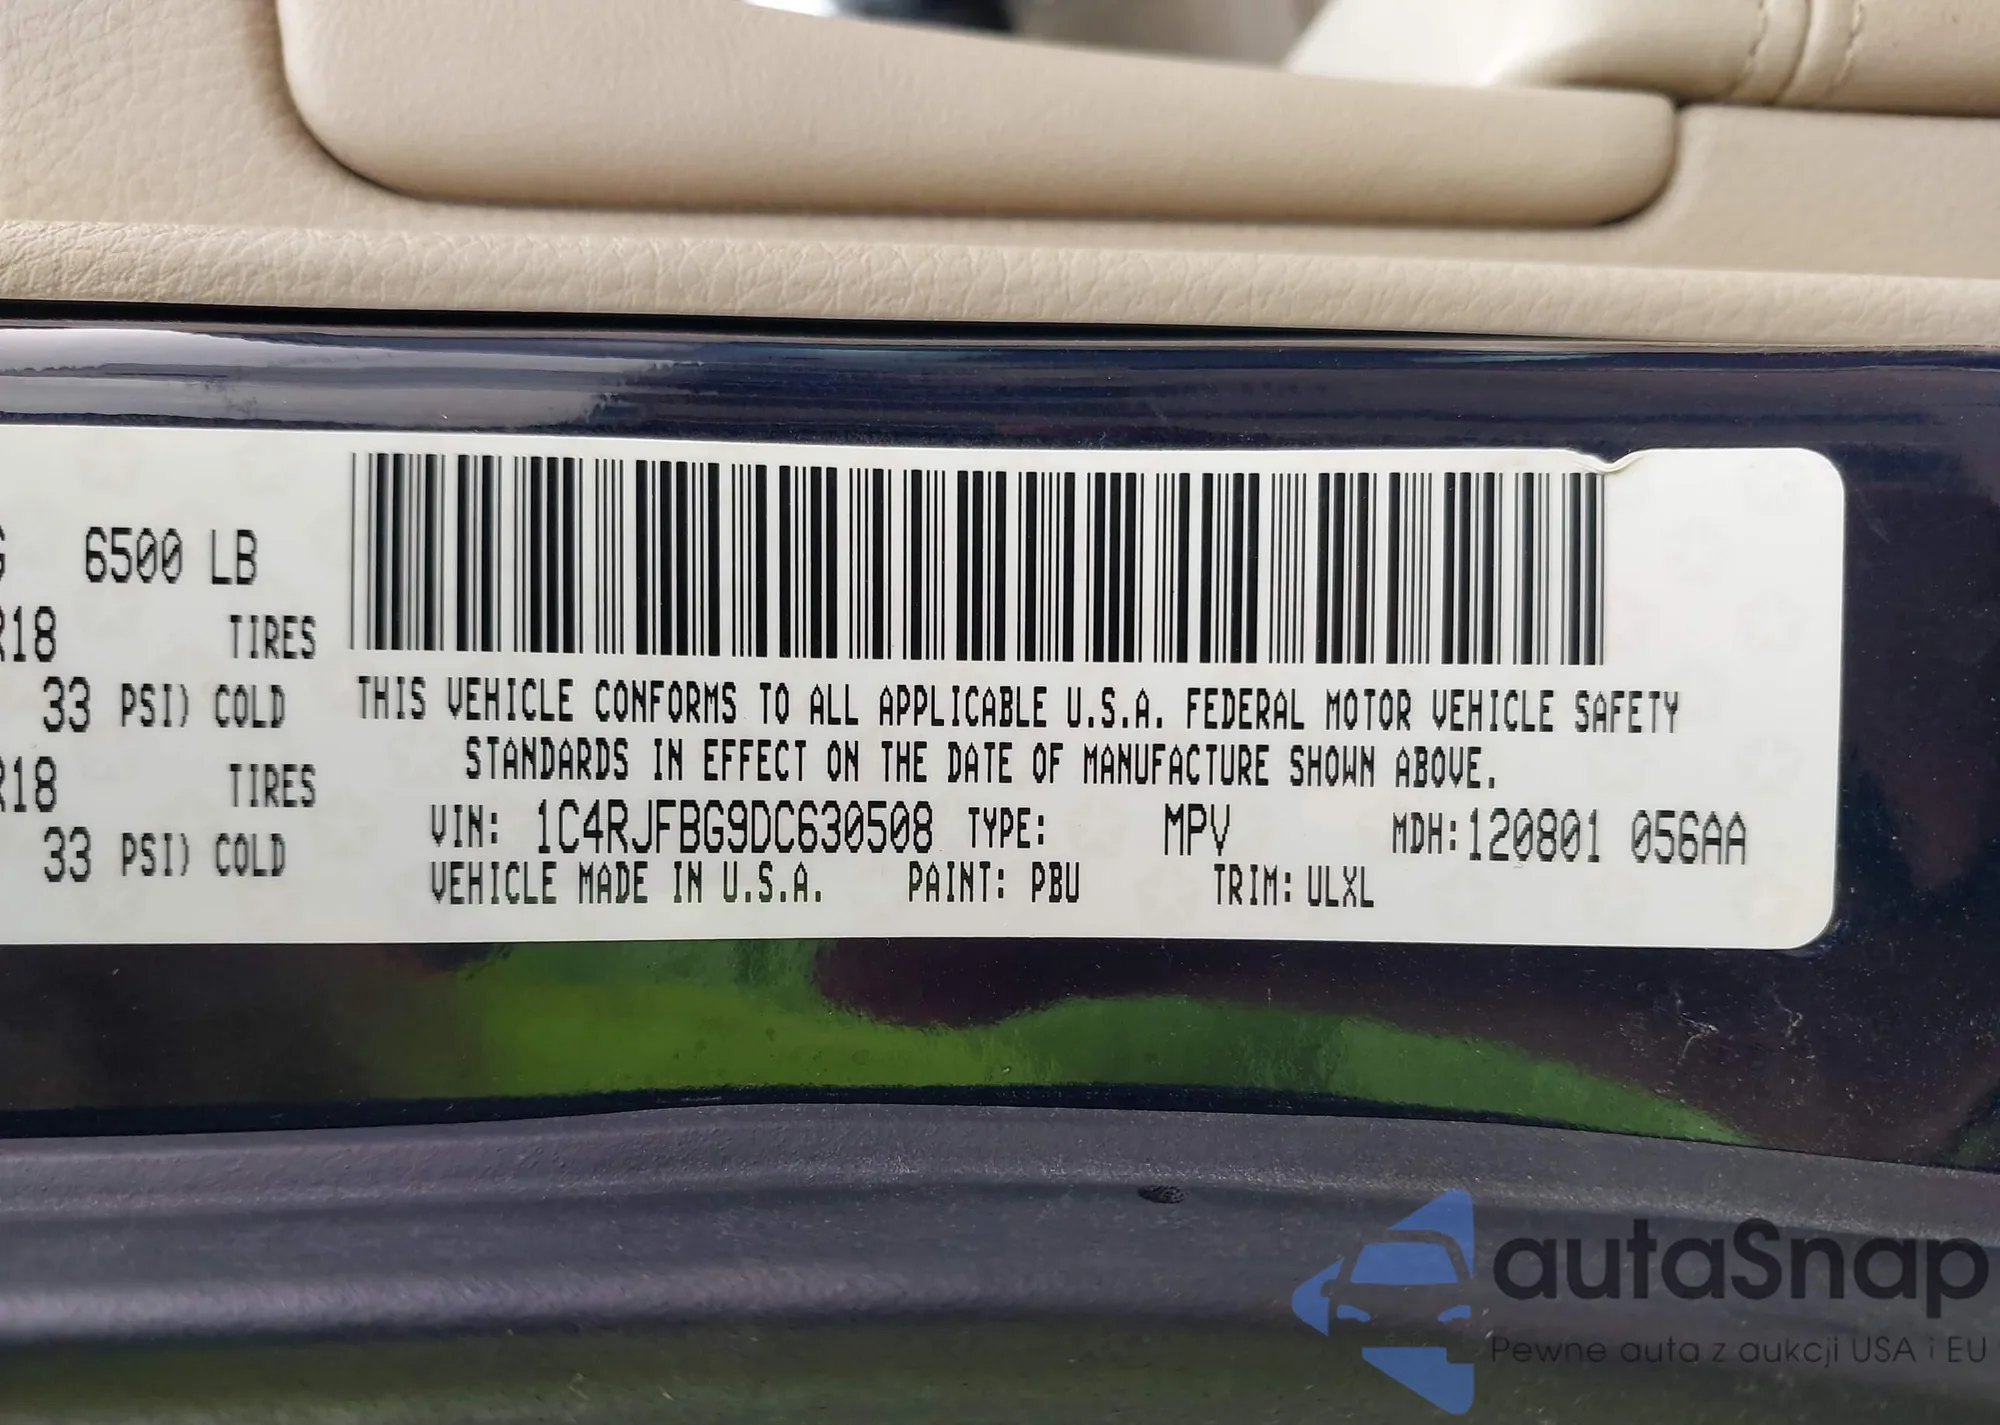 6500 LB
R18 TIRES
33 PSI) COLD
R18 TIRES
33 PSI) COLD
THIS VEHICLE CONFORMS TO ALL APPLICABLE U.S.A. FEDERAL MOTOR VEHICLE SAFETY
STANDARDS IN EFFECT ON THE DATE OF MANUFACTURE SHOWN ABOVE.
VIN: 1C4RJFBG9DC630508 TYPE: MPV MDH: 120801 056AA
VEHICLE MADE IN U.S.A. PAINT: PBU TRIM: ULXL
autaSnap
Pewne auta z aukcji USA i EU